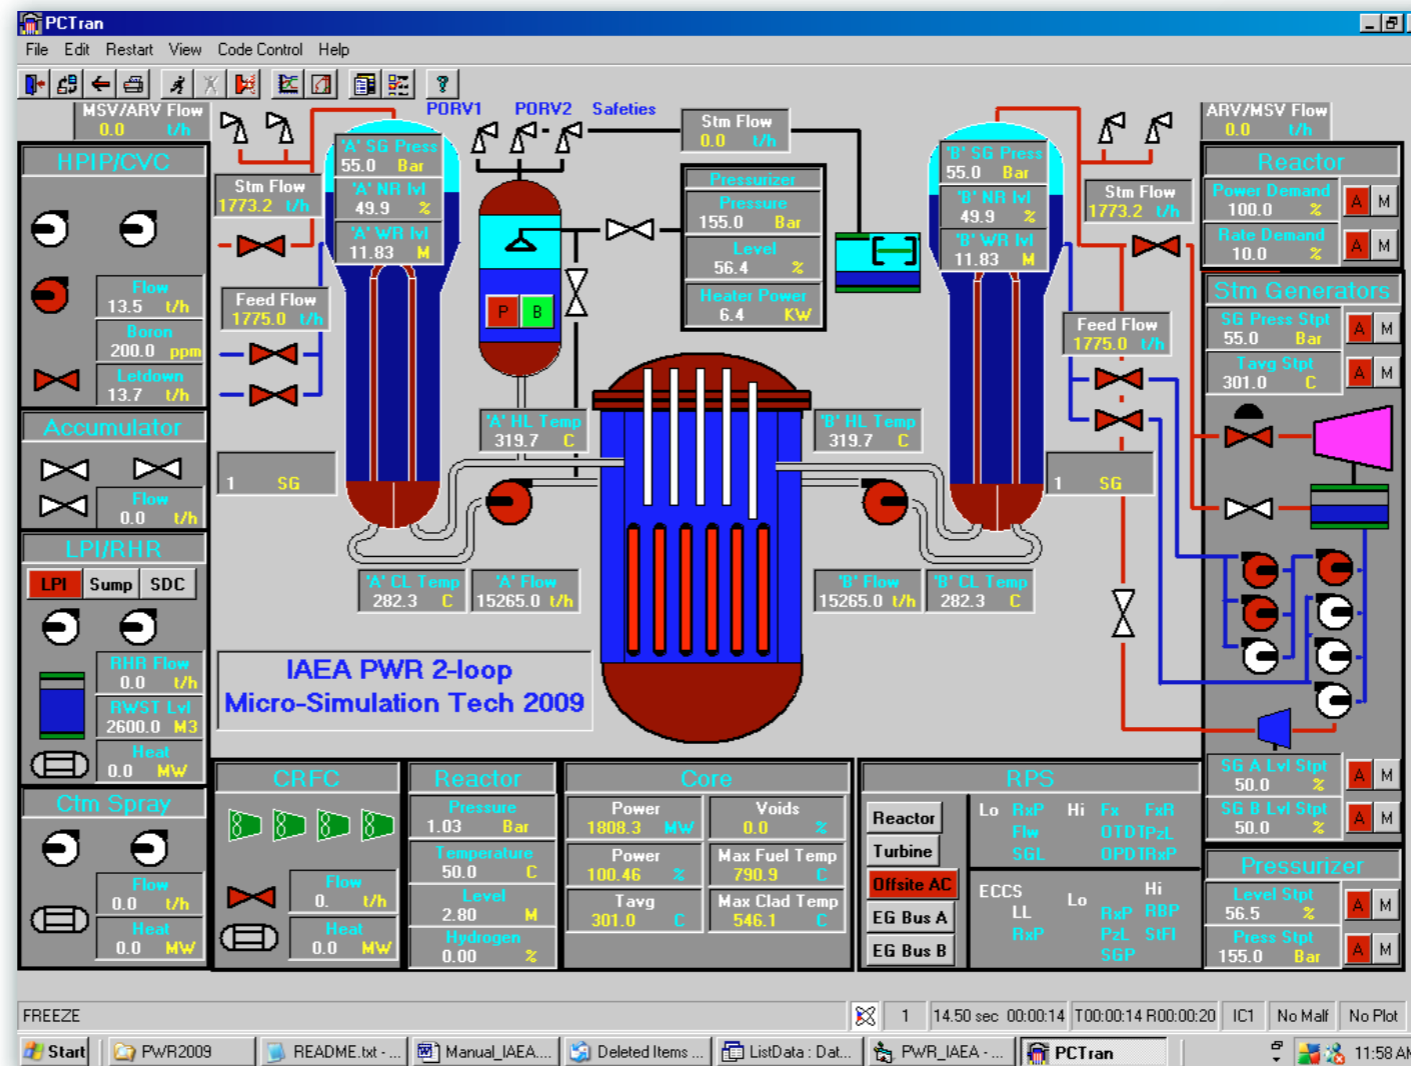 PCTran
File Edit Restart View Code Control Help
MSV/ARV Flow
0.0 t/h
HPIP/CVC
Flow
13.5 t/h
Boron
200.0 ppm
Letdown
13.7 t/h
Accumulator
Flow
0.0 t/h
LPI/RHR
LPI Sump SDC
RHR Flow
0.0 t/h
RWST Lvl
2600.0 M3
Heat
0.0 MW
Ctm Spray
Flow
0.0 t/h
Heat
0.0 MW
PORV1 PORV2 Safeties
'A' SG Press
55.0 Bar
'A' NR lvl
49.9 %
'A' WR lvl
11.83 M
Stm Flow
1773.2 t/h
Feed Flow
1775.0 t/h
1 SG
P B
Stm Flow
0.0 t/h
Pressurizer
Pressure
155.0 Bar
Level
56.4 %
Heater Power
6.4 KW
'A' HL Temp
319.7 C
'B' HL Temp
319.7 C
'A' CL Temp
282.3 C
'A' Flow
15265.0 t/h
'B' Flow
15265.0 t/h
'B' CL Temp
282.3 C
'B' SG Press
55.0 Bar
'B' NR lvl
49.9 %
'B' WR lvl
11.83 M
Stm Flow
1773.2 t/h
Feed Flow
1775.0 t/h
1 SG
IAEA PWR 2-loop
Micro-Simulation Tech 2009
ARV/MSV Flow
0.0 t/h
Reactor
Power Demand
100.0 % A M
Rate Demand
10.0 % A M
Stm Generators
SG Press Stpt
55.0 Bar A M
Tavg Stpt
301.0 C A M
SG A Lvl Stpt
50.0 % A M
SG B Lvl Stpt
50.0 % A M
Pressurizer
Level Stpt
56.5 % A M
Press Stpt
155.0 Bar A M
CRFC
Flow
0. t/h
Heat
0.0 MW
Reactor
Pressure
1.03 Bar
Temperature
50.0 C
Level
2.80 M
Hydrogen
0.00 %
Core
Power
1808.3 MW
Voids
0.0 %
Power
100.46 %
Max Fuel Temp
790.9 C
Tavg
301.0 C
Max Clad Temp
546.1 C
RPS
Reactor
Turbine
Offsite AC
EG Bus A
EG Bus B
Lo RxP Hi Fx FxR
Flw OTDT PzL
SGL OPDT RxP
ECCS Lo Hi
LL RxP RBP
RxP PzL StFl
SGP
FREEZE 1 14.50 sec 00:00:14 T00:00:14 R00:00:20 IC1 No Malf No Plot
Start PWR2009 README.txt - ... Manual_IAEA.... Deleted Items ... ListData : Dat... PWR_IAEA - ... PCTran 11:58 AM